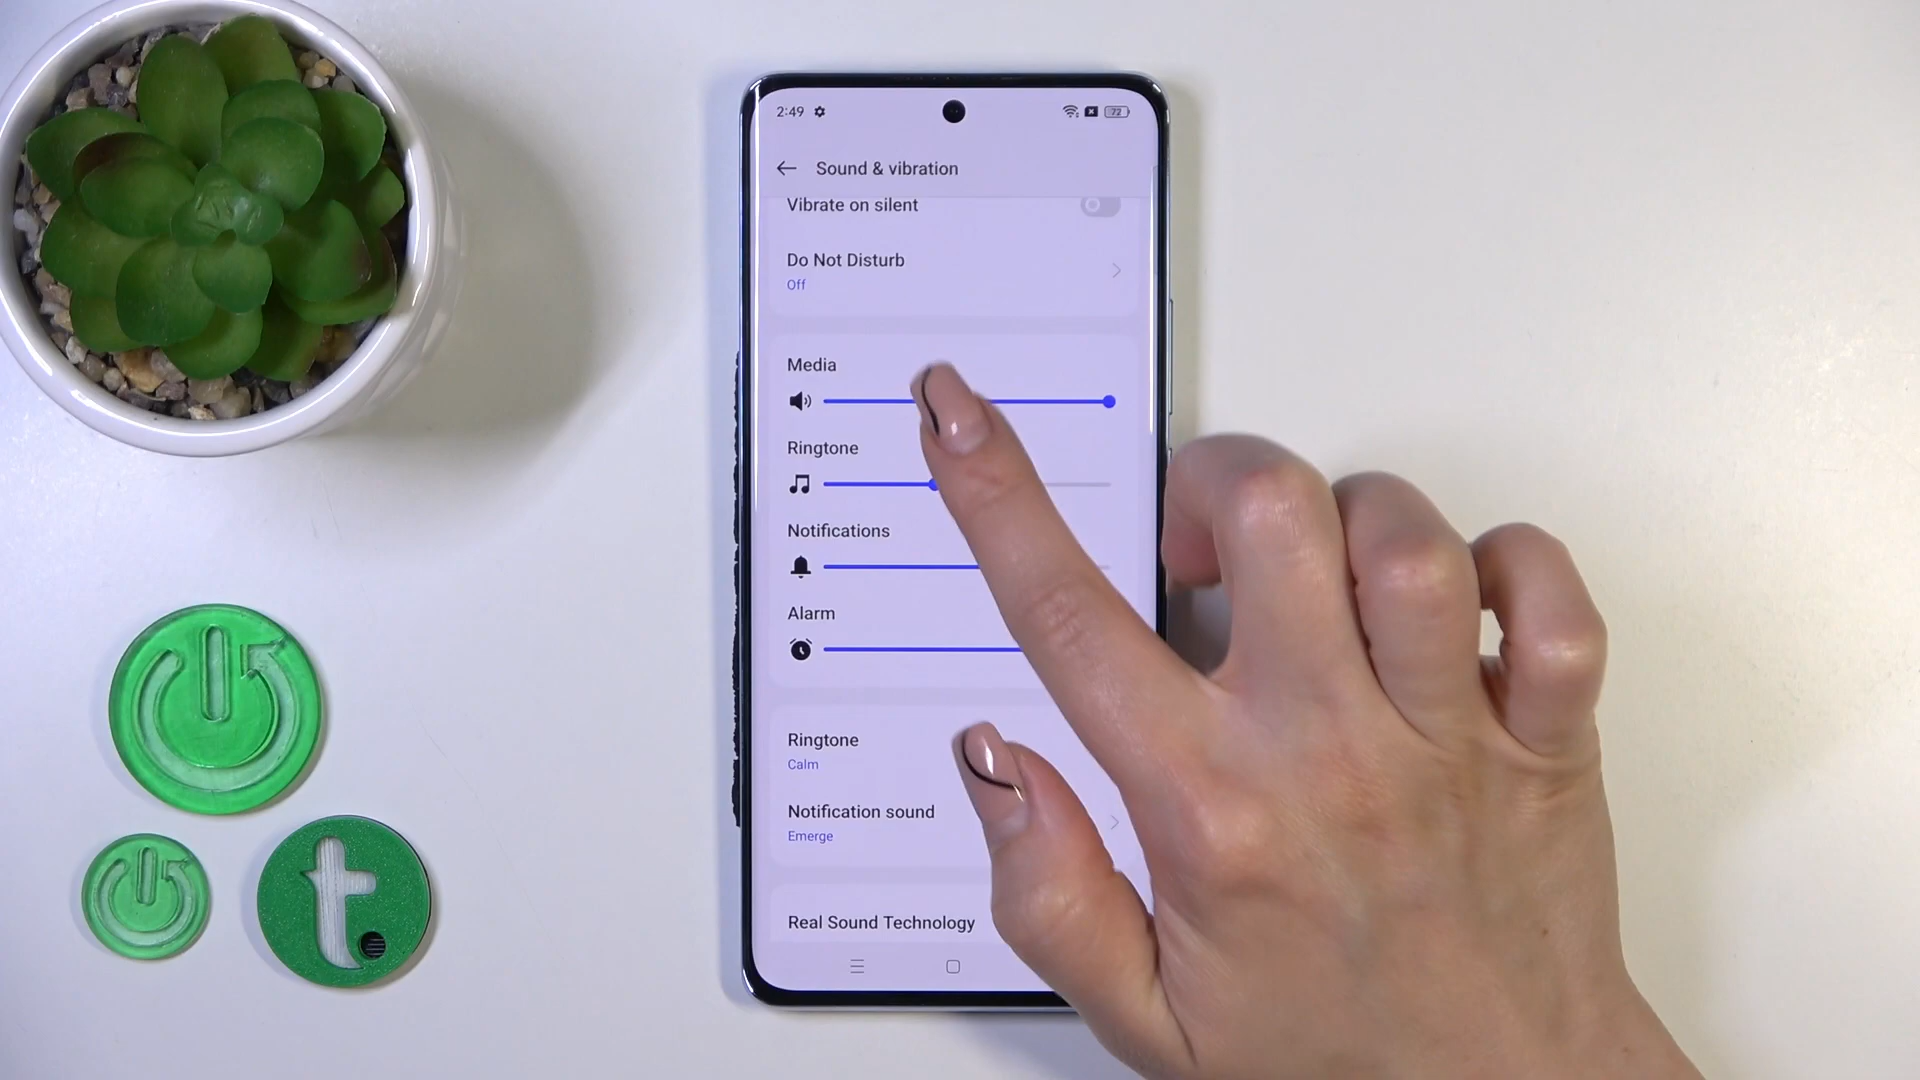 2:49
72
Sound & vibration
Vibrate on silent
Do Not Disturb
Off
Media
Ringtone
Notifications
Alarm
Ringtone
Calm
Notification sound
Emerge
Real Sound Technology
t.